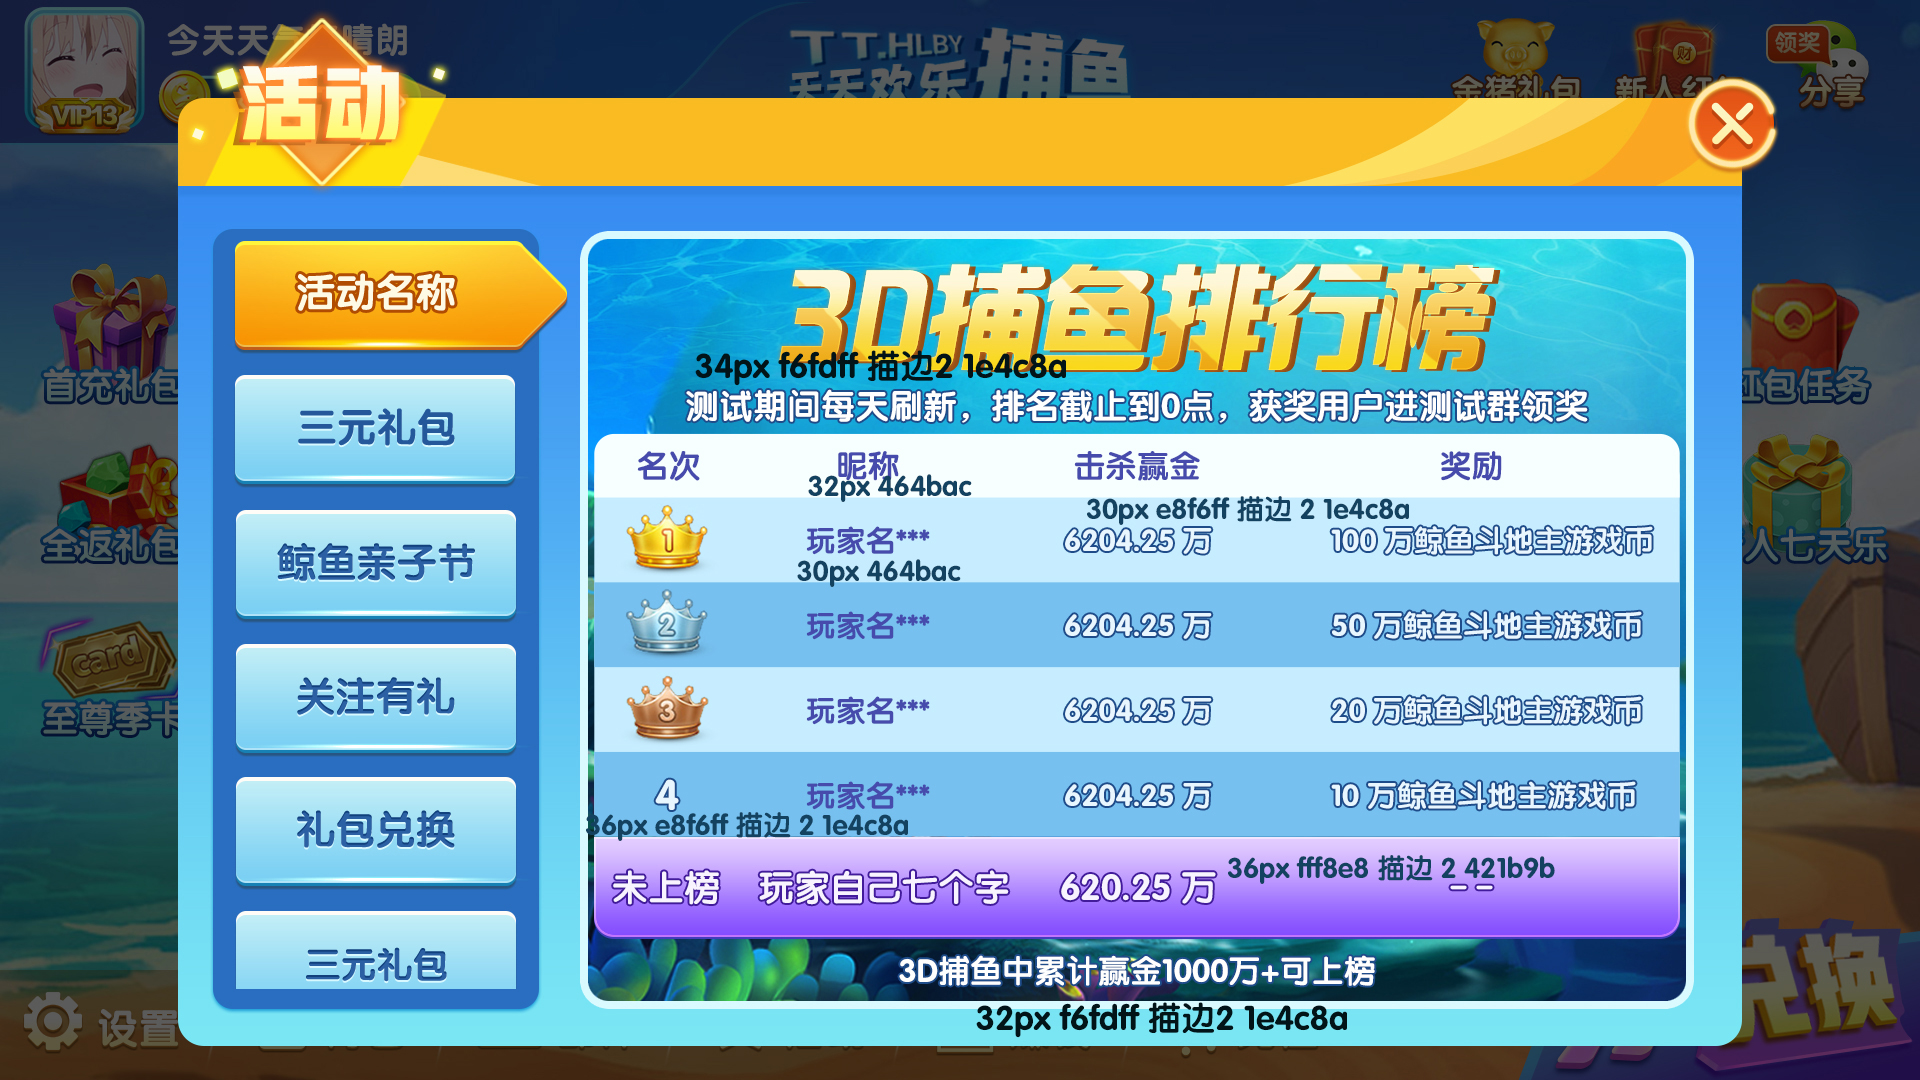 今天天气晴朗
TT.HLBY
天天欢乐捕鱼
VIP13
金猪礼包
新人红
领奖
分享
活动
首充礼包
全返礼包
card
至尊季卡
设置
活动名称
三元礼包
鲸鱼亲子节
关注有礼
礼包兑换
三元礼包
3D捕鱼排行榜
34px f6fdff 描边2 1e4c8a
测试期间每天刷新，排名截止到0点，获奖用户进测试群领奖
名次 昵称 击杀赢金 奖励
32px 464bac
30px e8f6ff 描边 2 1e4c8a
1 玩家名*** 6204.25 万 100 万鲸鱼斗地主游戏币
30px 464bac
2 玩家名*** 6204.25 万 50 万鲸鱼斗地主游戏币
3 玩家名*** 6204.25 万 20 万鲸鱼斗地主游戏币
4 玩家名*** 6204.25 万 10 万鲸鱼斗地主游戏币
36px e8f6ff 描边 2 1e4c8a
36px fff8e8 描边 2 421b9b
未上榜 玩家自己七个字 620.25 万 – –
3D捕鱼中累计赢金1000万+可上榜
32px f6fdff 描边2 1e4c8a
红包任务
人七天乐
兑换